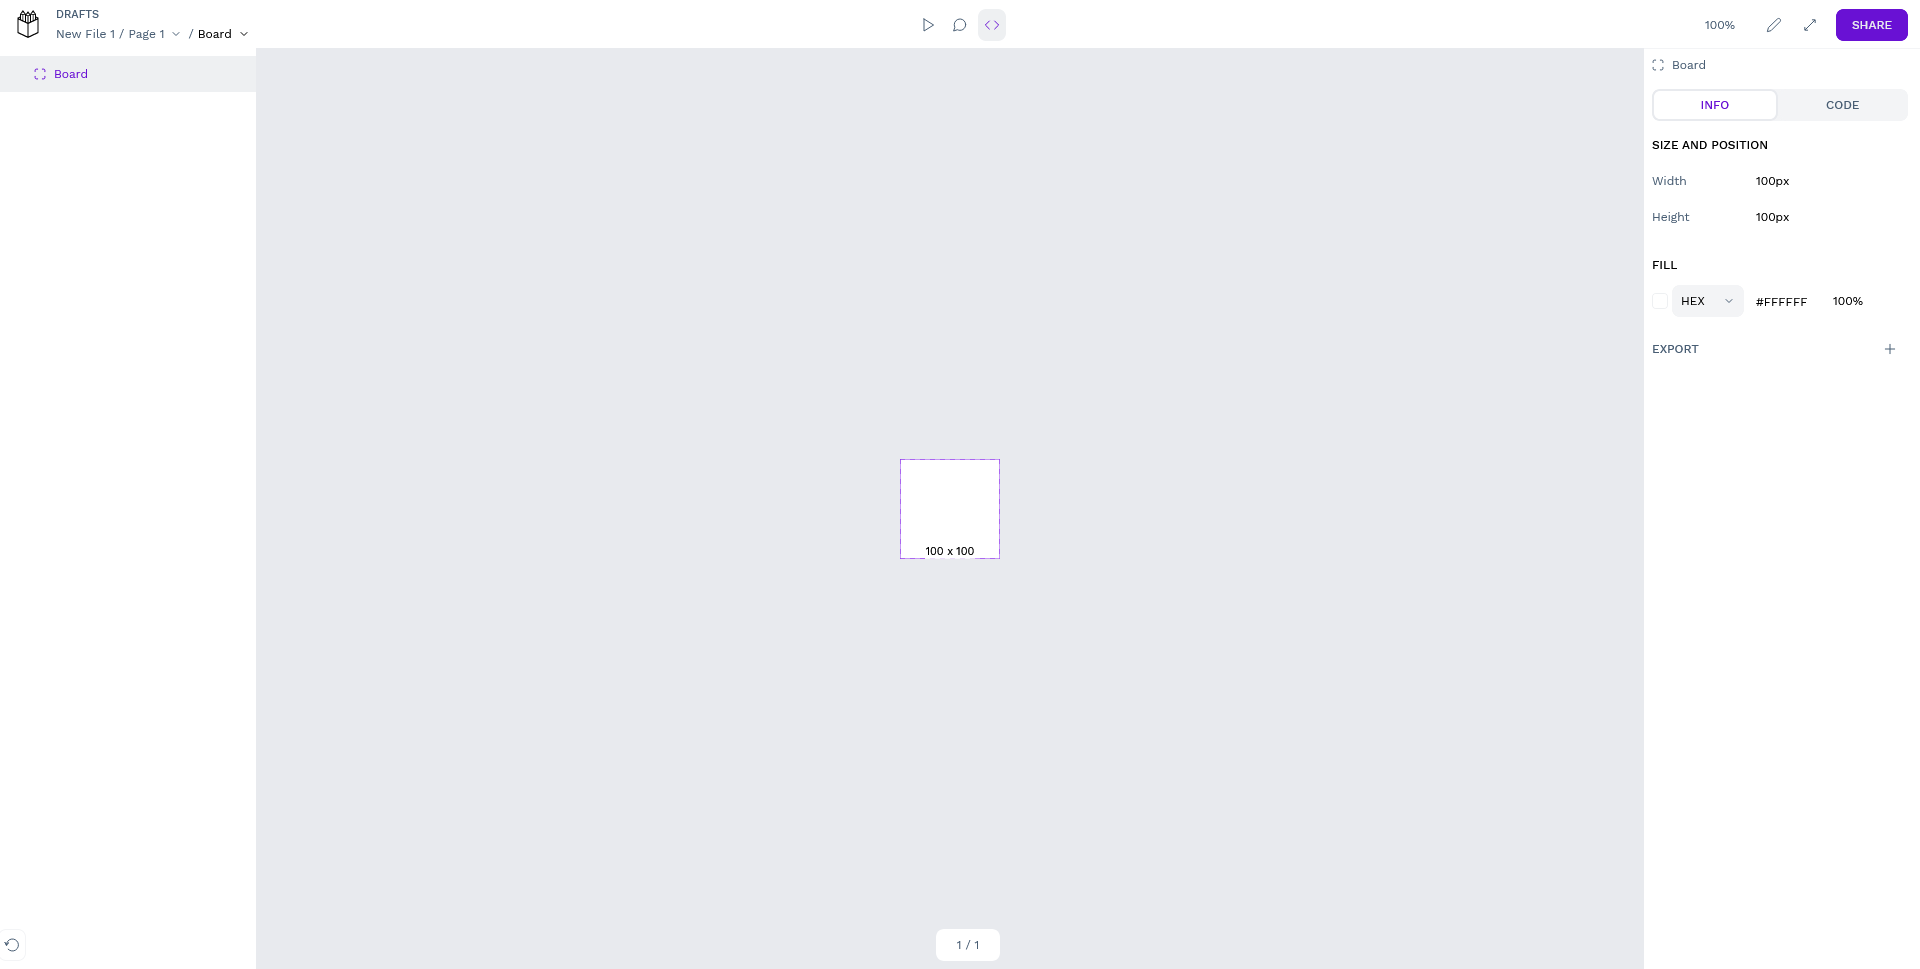 DRAFTS
New File 1 / Page 1 / Board
100%
SHARE
Board
Board
INFO
CODE
SIZE AND POSITION
Width 100px
Height 100px
FILL
HEX #FFFFFF 100%
EXPORT
100 x 100
1 / 1